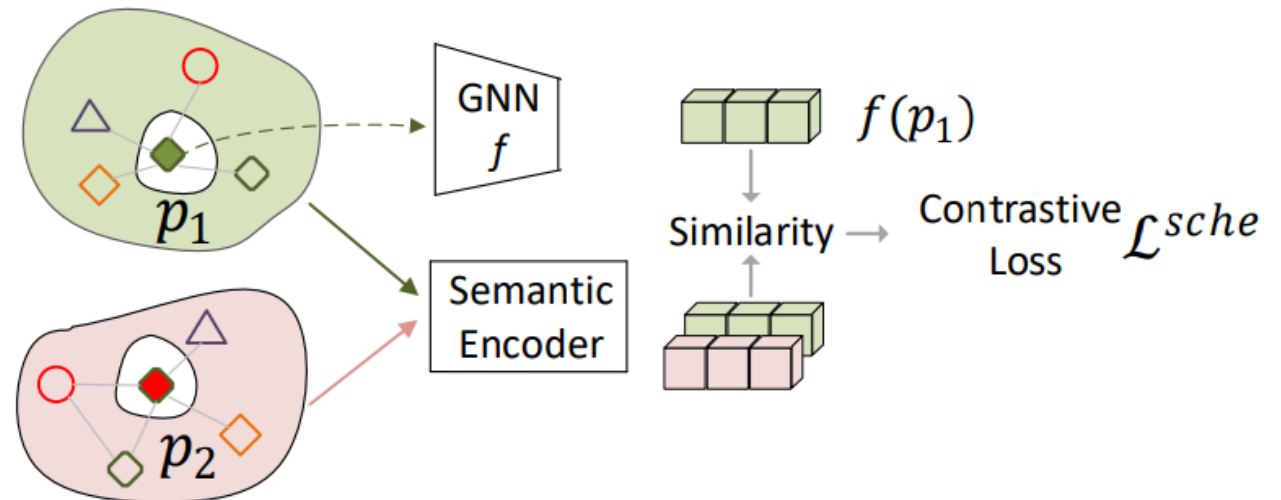 GNN
f
p₁
f(p₁)
Similarity
Contrastive
Loss
ℒˢᶜʰᵉ
Semantic
Encoder
p₂